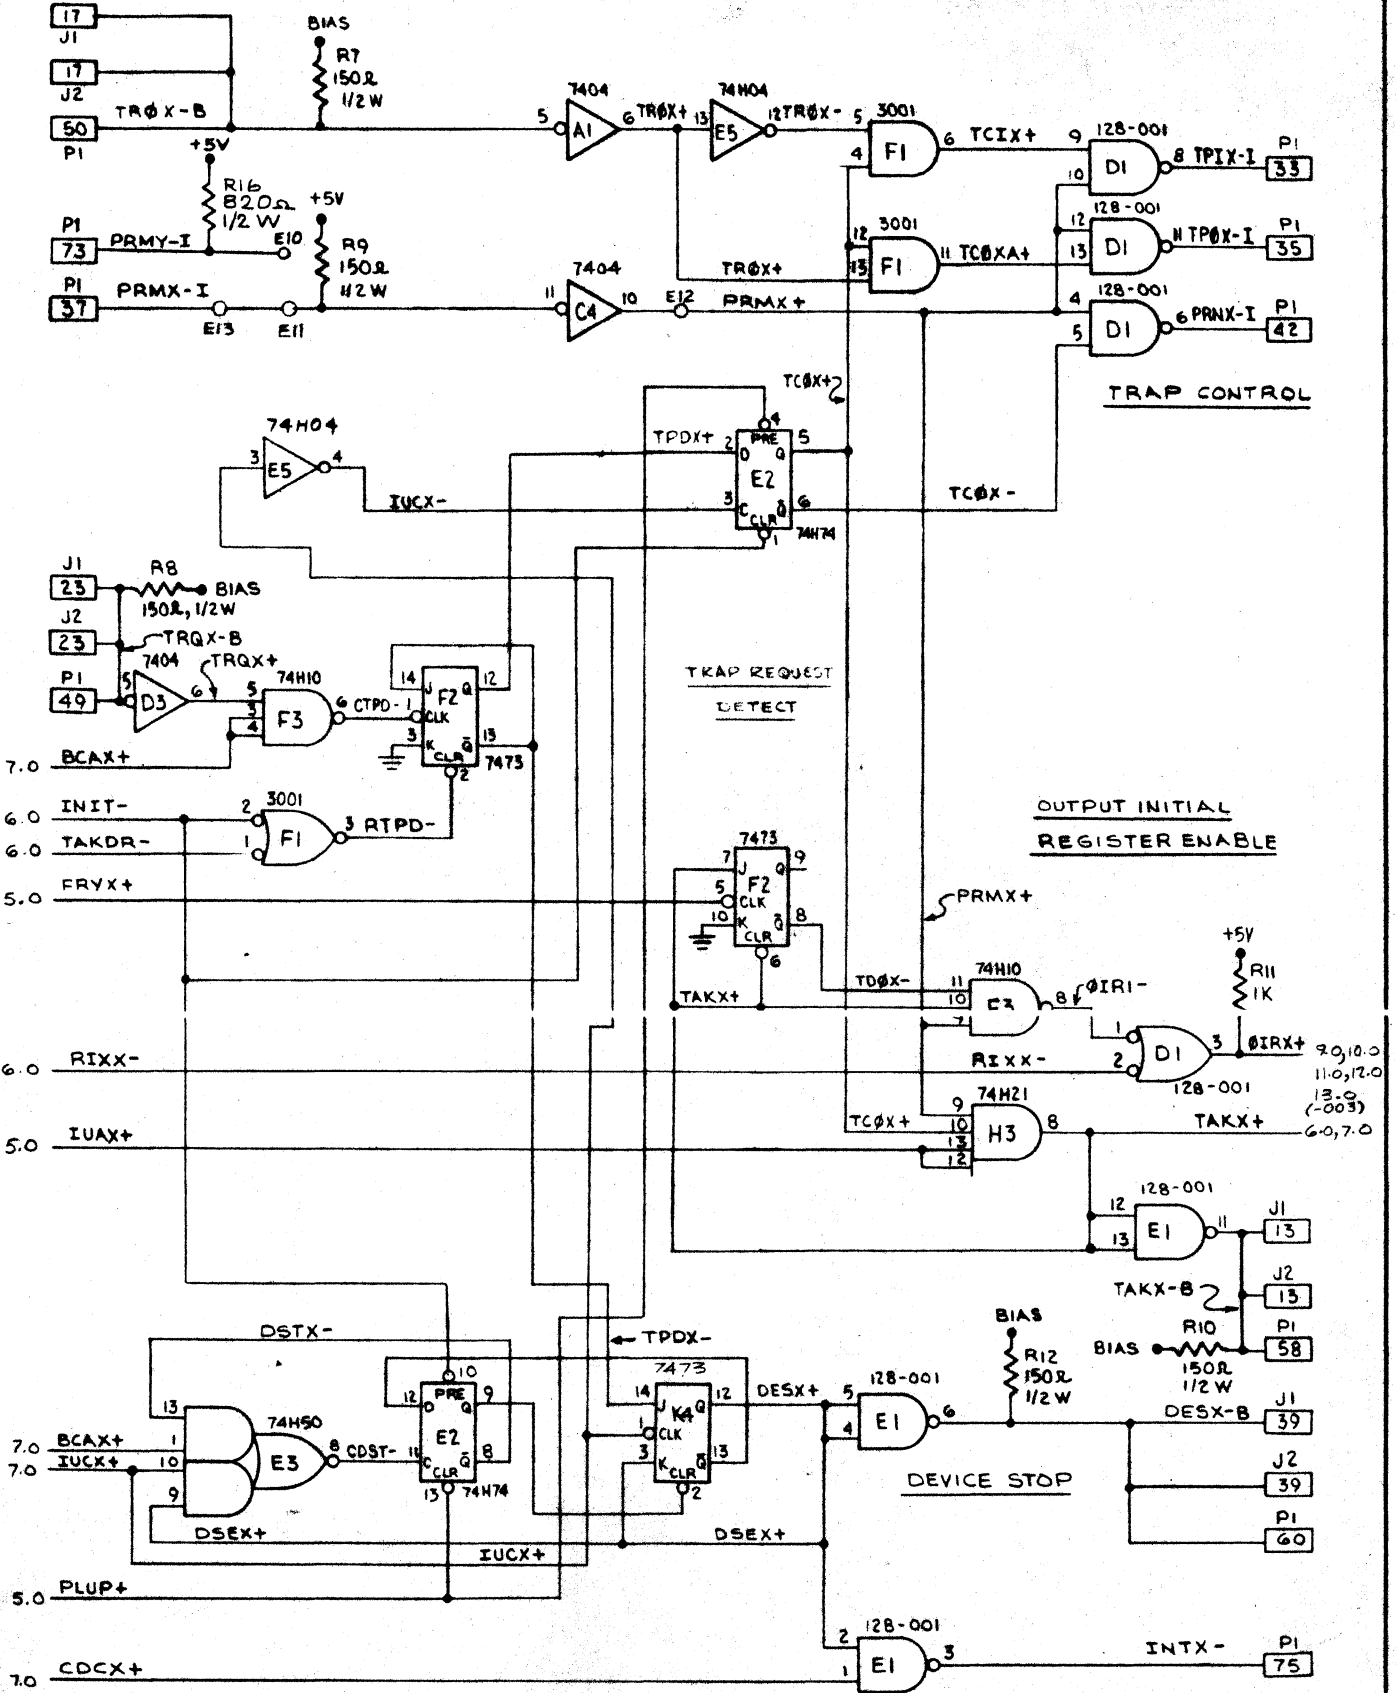 17
J1
17
J2
TRØX-B
50
P1
BIAS
R7
150Ω
1/2W
+5V
R16
820Ω
1/2 W
P1
73
PRMY-I
E10
+5V
R9
150Ω
1/2W
P1
37
PRMX-I
E13
E11
7404
5
A1
6
TRØX+
13
74H04
E5
12
TRØX-
5
4
3001
F1
6
TCIX+
9
10
128-001
D1
8
TPIX-I
P1
33
12
13
3001
F1
11
TCØXA+
12
13
128-001
D1
11
TPØX-I
P1
35
TRØX+
7404
11
C4
10
E12
PRMX+
4
5
128-001
D1
6
PRNX-I
P1
42
TRAP CONTROL
TCØX+
74H04
3
E5
4
IUCX-
TPDX+
4
PRE
2
D
Q
5
E2
3
C
Q
6
CLR
1
74H74
TCØX-
J1
23
R8
BIAS
150Ω, 1/2W
J2
23
TRQX-B
P1
49
7404
5
D3
6
TRQX+
74H10
5
3
4
F3
6
CTPD-
1
14
J
Q
12
F2
CLK
3
K
Q
13
CLR
2
7473
TRAP REQUEST
DETECT
7.0
BCAX+
6.0
INIT-
6.0
TAKDR-
3001
2
1
F1
3
RTPD-
5.0
FRYX+
7473
7
J
Q
9
F2
5
CLK
10
K
Q
8
CLR
6
OUTPUT INITIAL
REGISTER ENABLE
PRMX+
TDØX-
TAKX+
74H10
11
10
8
ØIRI-
+5V
R11
1K
1
2
D1
3
128-001
ØIRX+
9.0,10.0
11.0,12.0
13.0
(-003)
6.0,7.0
6.0
RIXX-
RIXX-
74H21
9
10
13
12
H3
8
TCØX+
TAKX+
5.0
IUAX+
128-001
12
13
E1
11
J1
13
J2
13
TAKX-B
P1
58
BIAS
R10
150Ω
1/2 W
DSTX-
TPDX-
BIAS
R12
150Ω
1/2W
10
12
PRE
D
Q
9
E2
11
C
Q
8
CLR
13
74H74
7473
14
J
Q
12
K4
1
CLK
3
K
Q
13
CLR
2
DESX+
5
4
128-001
E1
6
DESX-B
J1
39
J2
39
P1
60
DEVICE STOP
13
1
10
9
74H50
E3
8
CDST-
7.0
BCAX+
7.0
IUCX+
DSEX+
DSEX+
IUCX+
5.0
PLUP+
128-001
2
1
E1
3
INTX-
P1
75
7.0
CDCX+